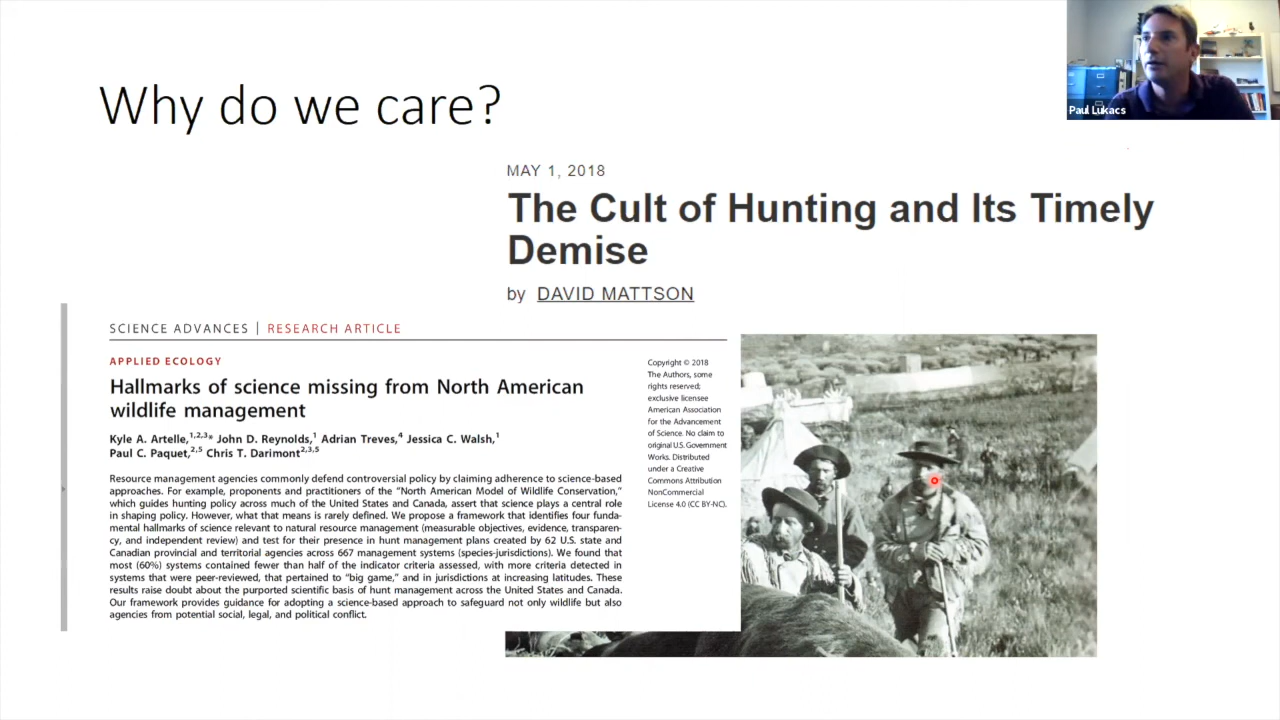 Why do we care?
Paul Lukacs
MAY 1, 2018
The Cult of Hunting and Its Timely
Demise
by DAVID MATTSON
SCIENCE ADVANCES | RESEARCH ARTICLE
APPLIED ECOLOGY
Hallmarks of science missing from North American
wildlife management
Kyle A. Artelle,1,2,3* John D. Reynolds,1 Adrian Treves,4 Jessica C. Walsh,1
Paul C. Paquet,2,5 Chris T. Darimont2,3,5
Resource management agencies commonly defend controversial policy by claiming adherence to science-based
approaches. For example, proponents and practitioners of the “North American Model of Wildlife Conservation,”
which guides hunting policy across much of the United States and Canada, assert that science plays a central role
in shaping policy. However, what that means is rarely defined. We propose a framework that identifies four funda-
mental hallmarks of science relevant to natural resource management (measurable objectives, evidence, transparen-
cy, and independent review) and test for their presence in hunt management plans created by 62 U.S. state and
Canadian provincial and territorial agencies across 667 management systems (species-jurisdictions). We found that
most (60%) systems contained fewer than half of the indicator criteria assessed, with more criteria detected in
systems that were peer-reviewed, that pertained to “big game,” and in jurisdictions at increasing latitudes. These
results raise doubt about the purported scientific basis of hunt management across the United States and Canada.
Our framework provides guidance for adopting a science-based approach to safeguard not only wildlife but also
agencies from potential social, legal, and political conflict.
Copyright © 2018
The Authors, some
rights reserved;
exclusive licensee
American Association
for the Advancement
of Science. No claim to
original U.S. Government
Works. Distributed
under a Creative
Commons Attribution
NonCommercial
License 4.0 (CC BY-NC).